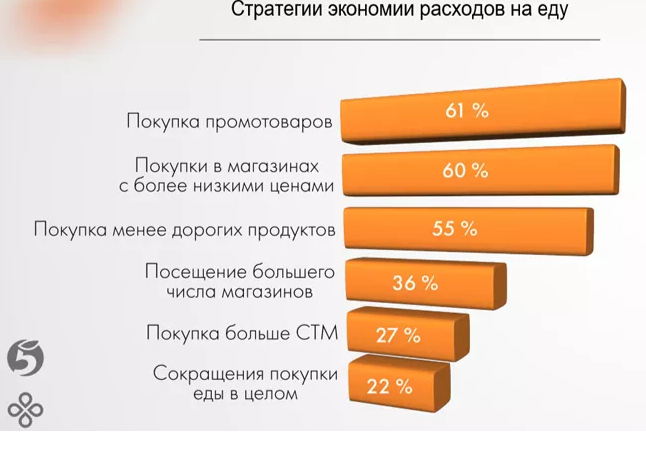 Стратегии экономии расходов на еду
Покупка промотоваров
61 %
Покупки в магазинах
с более низкими ценами
60 %
Покупка менее дорогих продуктов
55 %
Посещение большего
числа магазинов
36 %
Покупка больше СТМ
27 %
Сокращения покупки
еды в целом
22 %
5